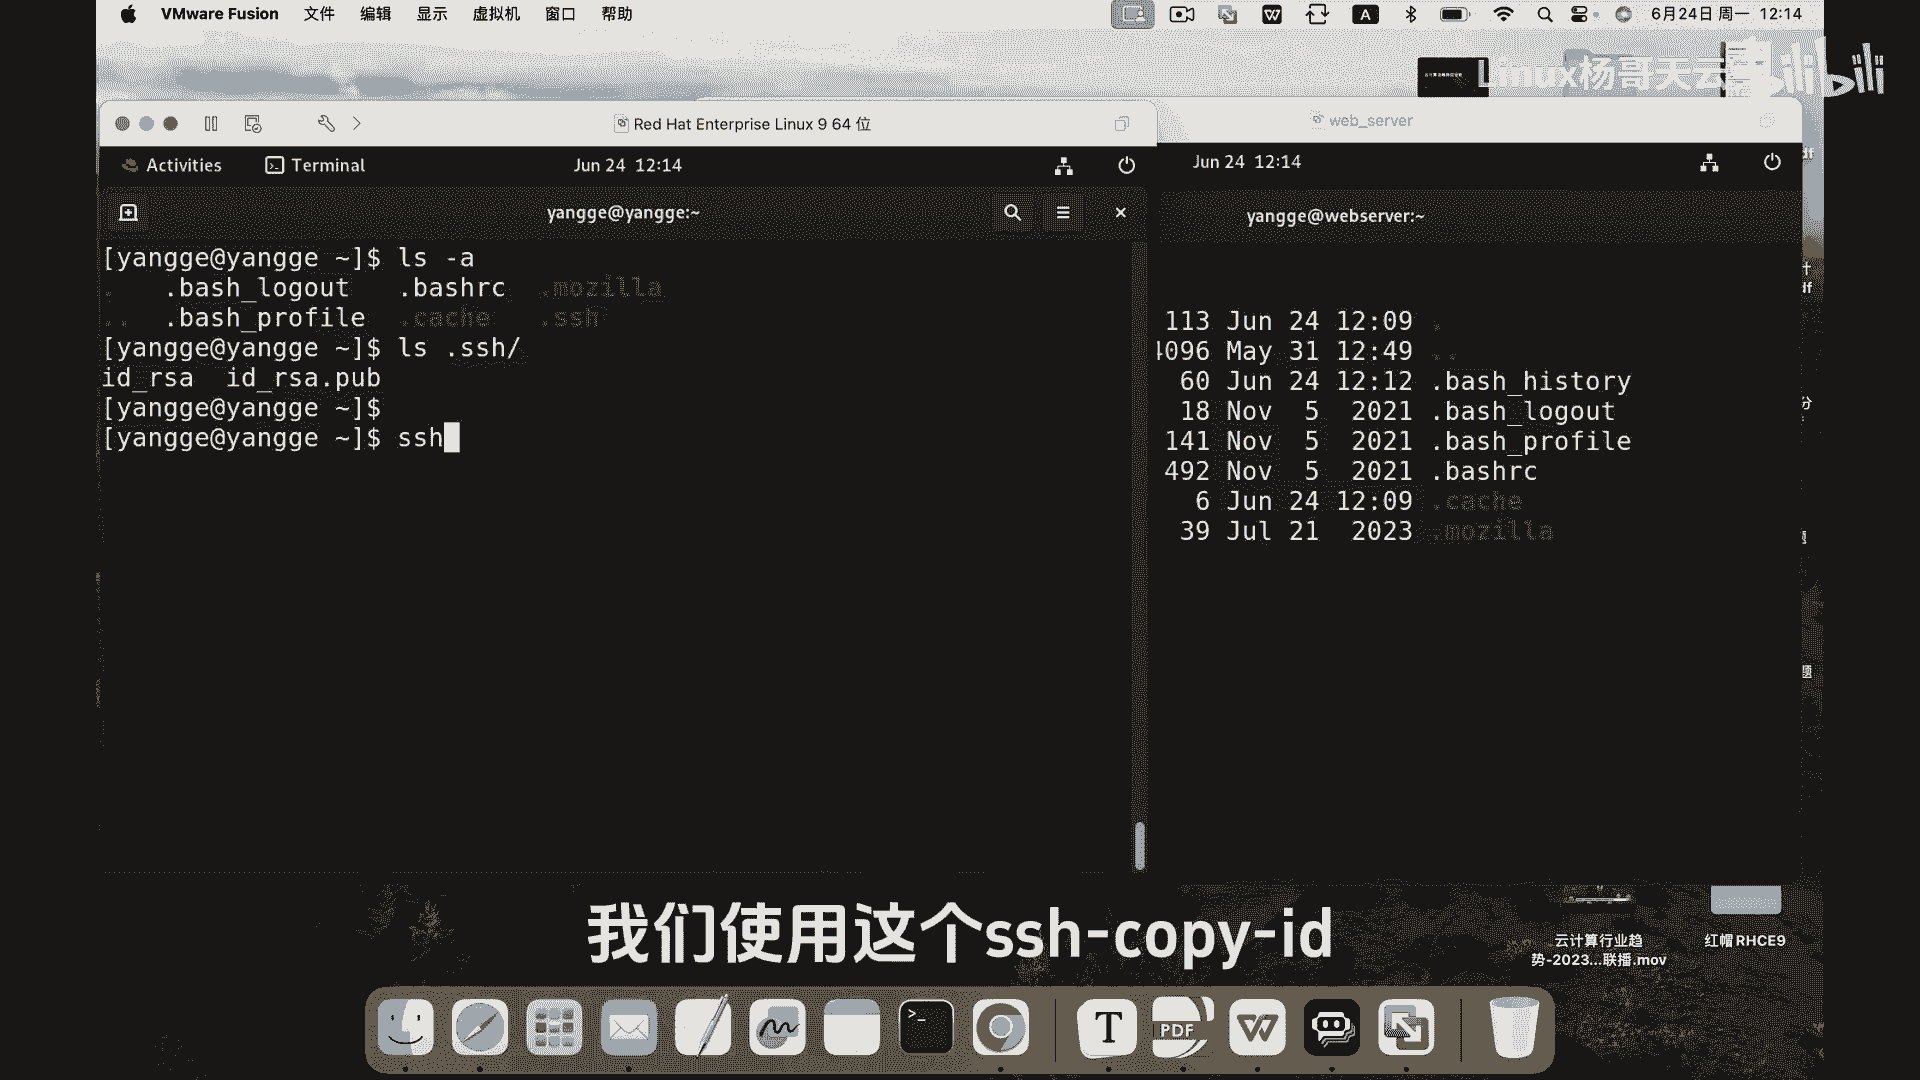 VMware Fusion 文件 编辑 显示 虚拟机 窗口 帮助
A
6月24日 周一 12:14
Linux杨哥天云
bilibili
Red Hat Enterprise Linux 9 64 位
web_server
Activities
Terminal
Jun 24 12:14
Jun 24 12:14
yangge@yangge:~
yangge@webserver:~
[yangge@yangge ~]$ ls -a
. .bash_logout .bashrc .mozilla
.. .bash_profile .cache .ssh
[yangge@yangge ~]$ ls .ssh/
id_rsa id_rsa.pub
[yangge@yangge ~]$
[yangge@yangge ~]$ ssh
113 Jun 24 12:09 .
4096 May 31 12:49 ..
60 Jun 24 12:12 .bash_history
18 Nov 5 2021 .bash_logout
141 Nov 5 2021 .bash_profile
492 Nov 5 2021 .bashrc
6 Jun 24 12:09 .cache
39 Jul 21 2023 .mozilla
我们使用这个ssh-copy-id
云计算行业趋
势-2023...联播.mov
红帽RHCE9
>_
T
PDF
W